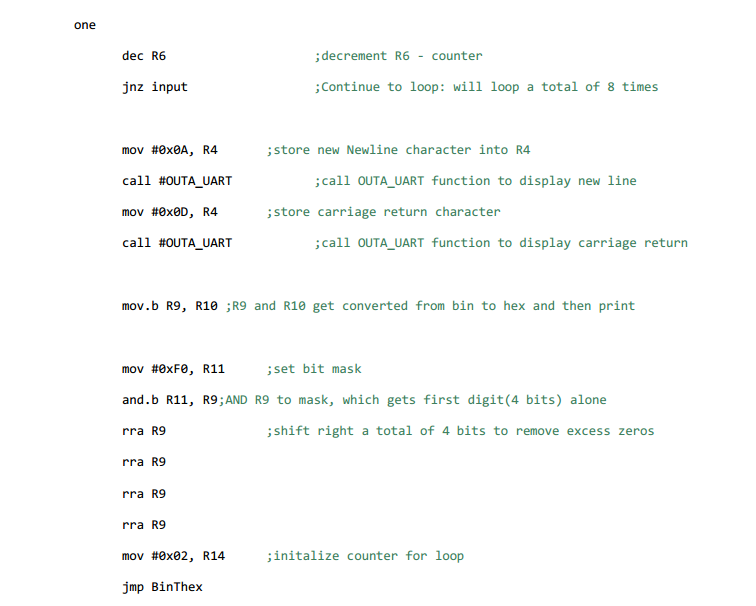 one
dec R6 ;decrement R6 - counter
jnz input ;Continue to loop: will loop a total of 8 times
mov #0x0A, R4 ;store new Newline character into R4
call #OUTA_UART ;call OUTA_UART function to display new line
mov #0x0D, R4 ;store carriage return character
call #OUTA_UART ;call OUTA_UART function to display carriage return
mov.b R9, R10 ;R9 and R10 get converted from bin to hex and then print
mov #0xF0, R11 ;set bit mask
and.b R11, R9;AND R9 to mask, which gets first digit(4 bits) alone
rra R9 ;shift right a total of 4 bits to remove excess zeros
rra R9
rra R9
rra R9
mov #0x02, R14 ;initalize counter for loop
jmp BinThex